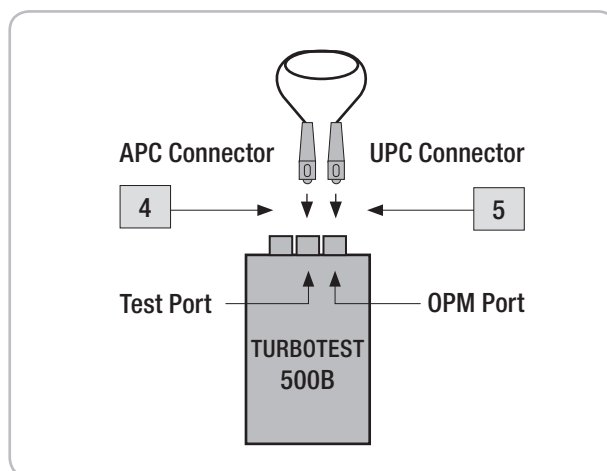 APC Connector
UPC Connector
4
5
Test Port
OPM Port
TURBOTEST
500B